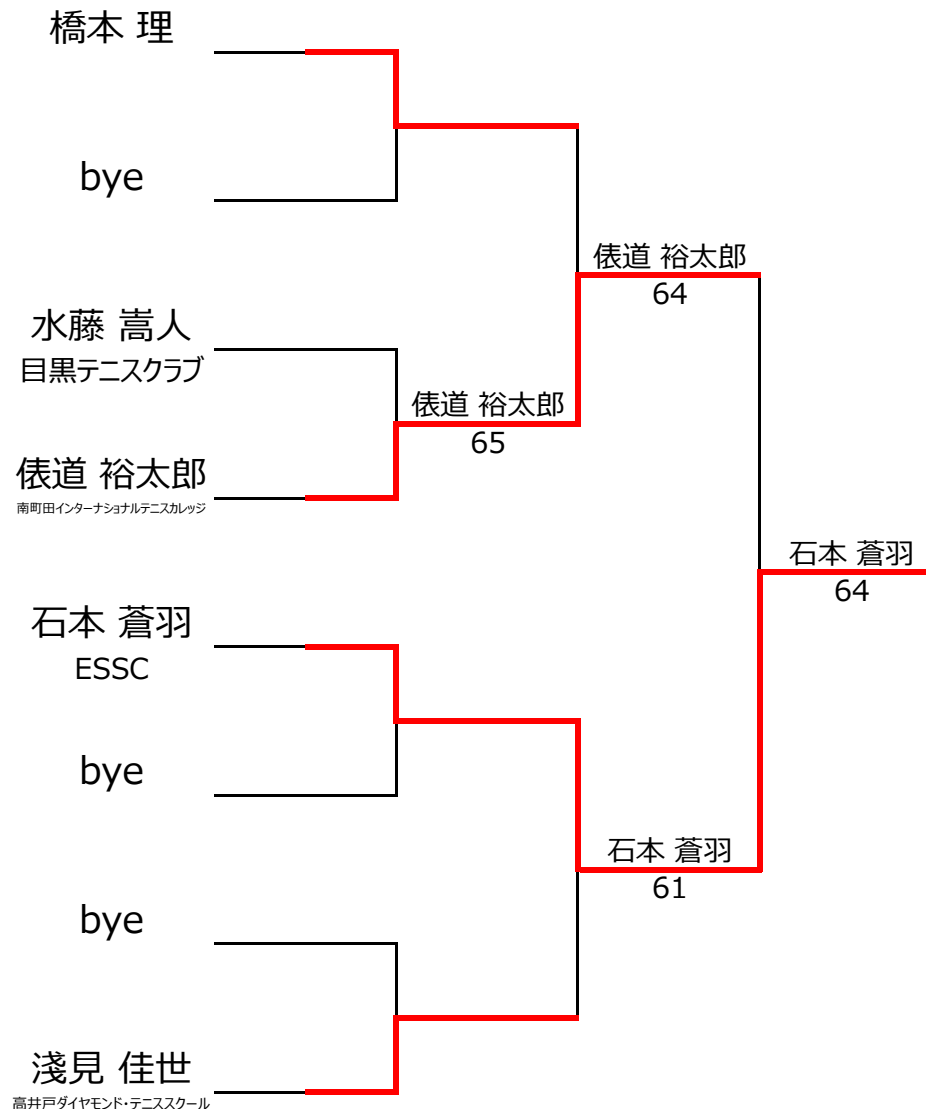 橋本 理
bye
俵道 裕太郎
64
水藤 嵩人
目黒テニスクラブ
俵道 裕太郎
65
俵道 裕太郎
南町田インターナショナルテニスカレッジ
石本 蒼羽
64
石本 蒼羽
ESSC
bye
石本 蒼羽
61
bye
淺見 佳世
高井戸ダイヤモンド・テニススクール